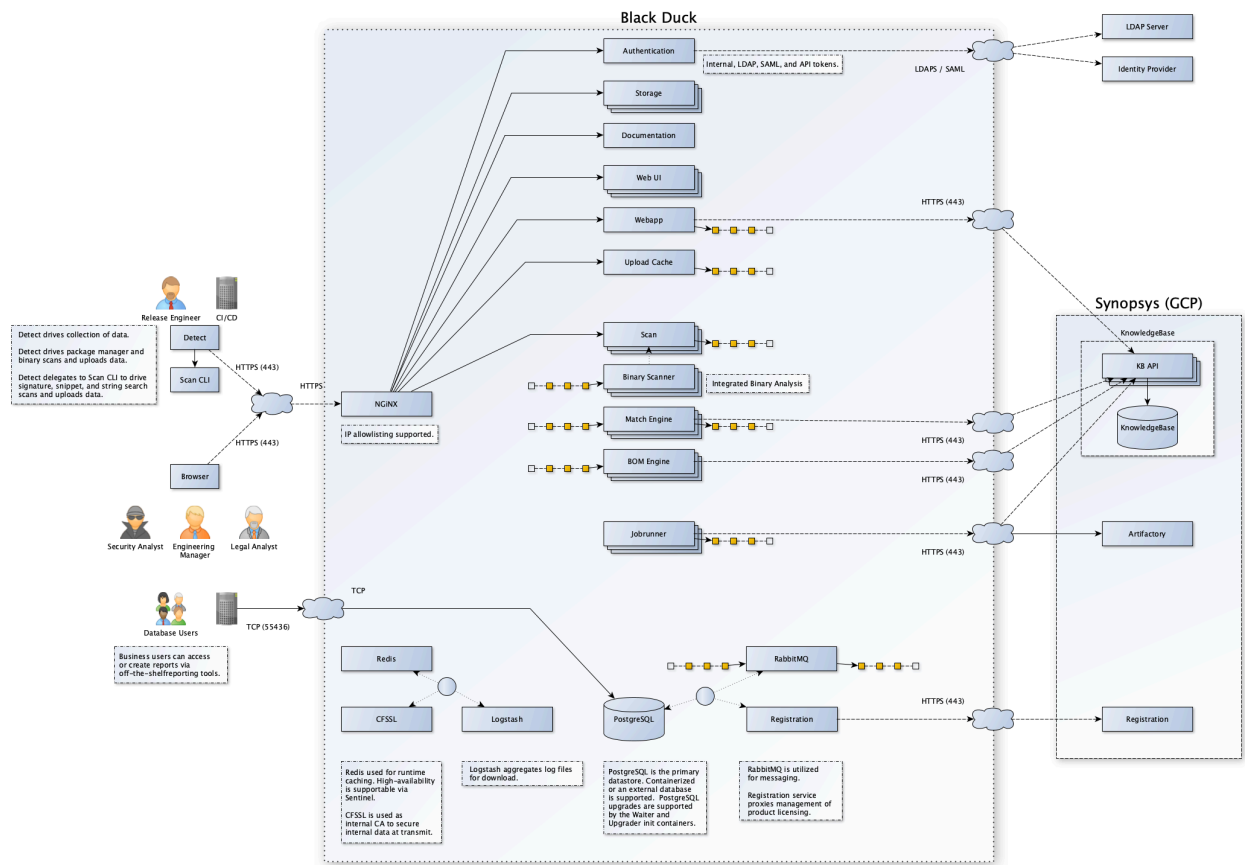 Black Duck
LDAP Server
Authentication
Internal, LDAP, SAML, and API tokens.
LDAPS / SAML
Identity Provider
Storage
Documentation
Web UI
HTTPS (443)
Webapp
Upload Cache
Release Engineer
CI/CD
Synopsys (GCP)
Detect drives collection of data.
Detect drives package manager and
binary scans and uploads data.
Detect delegates to Scan CLI to drive
signature, snippet, and string search
scans and uploads data.
Detect
HTTPS (443)
Scan CLI
HTTPS
Scan
KnowledgeBase
KB API
Binary Scanner
Integrated Binary Analysis
NGiNX
IP allowlisting supported.
Match Engine
HTTPS (443)
KnowledgeBase
HTTPS (443)
BOM Engine
HTTPS (443)
Browser
Security Analyst
Engineering
Manager
Legal Analyst
Jobrunner
HTTPS (443)
Artifactory
TCP
Database Users
TCP (55436)
Business users can access
or create reports via
off-the-shelfreporting tools.
Redis
RabbitMQ
CFSSL
Logstash
PostgreSQL
Registration
HTTPS (443)
Registration
Redis used for runtime
caching. High-availability
is supportable via
Sentinel.
CFSSL is used as
internal CA to secure
internal data at transmit.
Logstash aggregates log files
for download.
PostgreSQL is the primary
datastore. Containerized
or an external database
is supported. PostgreSQL
upgrades are supported
by the Waiter and
Upgrader init containers.
RabbitMQ is utilized
for messaging.
Registration service
proxies management of
product licensing.